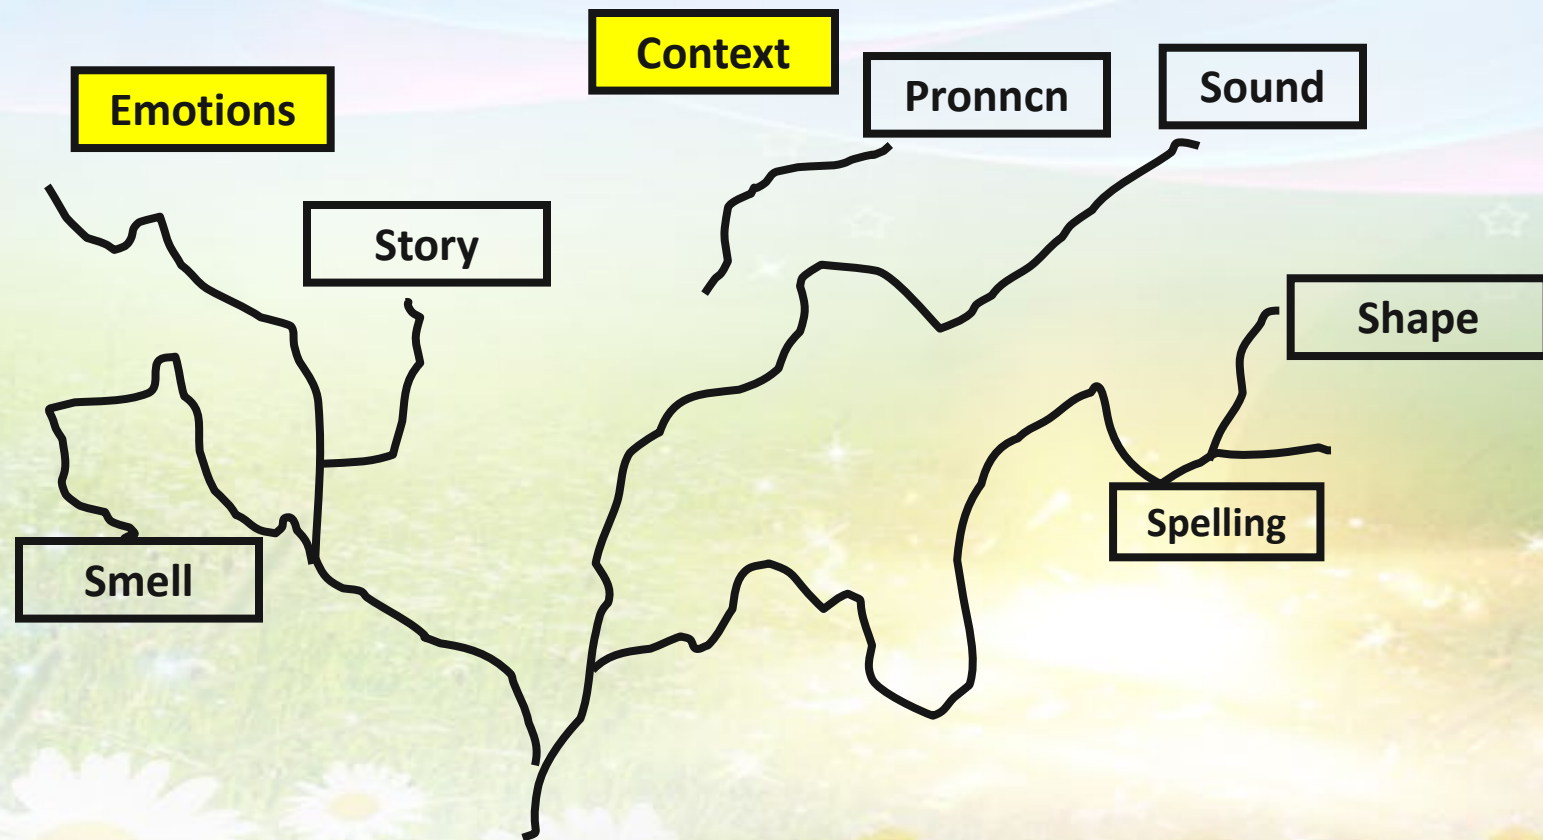 Context
Emotions
Pronncn
Sound
Story
Shape
Spelling
Smell